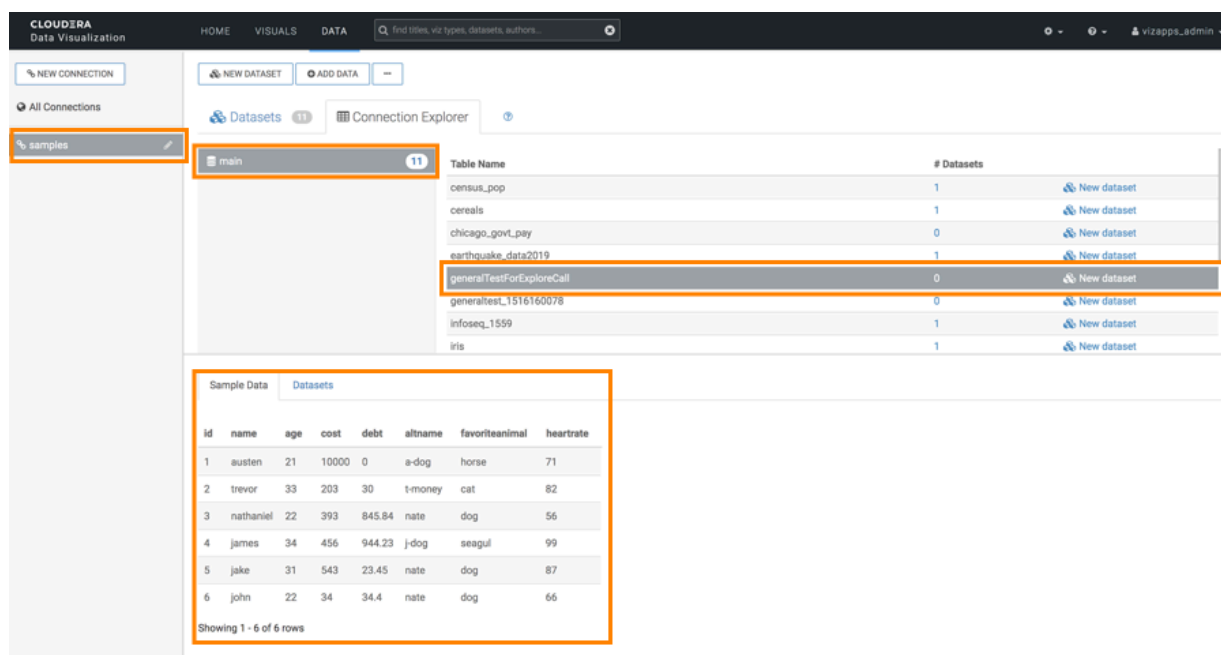 CLOUDERA
Data Visualization
HOME VISUALS DATA find titles, viz types, datasets, authors... vizapps_admin
NEW CONNECTION
NEW DATASET ADD DATA
All Connections
Datasets 11 Connection Explorer
samples
main 11
Table Name # Datasets
census_pop 1 New dataset
cereals 1 New dataset
chicago_govt_pay 0 New dataset
earthquake_data2019 1 New dataset
generalTestForExploreCall 0 New dataset
generaltest_1516160078 0 New dataset
infoseq_1559 1 New dataset
iris 1 New dataset
Sample Data Datasets
id name age cost debt altname favoriteanimal heartrate
1 austen 21 10000 0 a-dog horse 71
2 trevor 33 203 30 t-money cat 82
3 nathaniel 22 393 845.84 nate dog 56
4 james 34 456 944.23 j-dog seagul 99
5 jake 31 543 23.45 nate dog 87
6 john 22 34 34.4 nate dog 66
Showing 1 - 6 of 6 rows